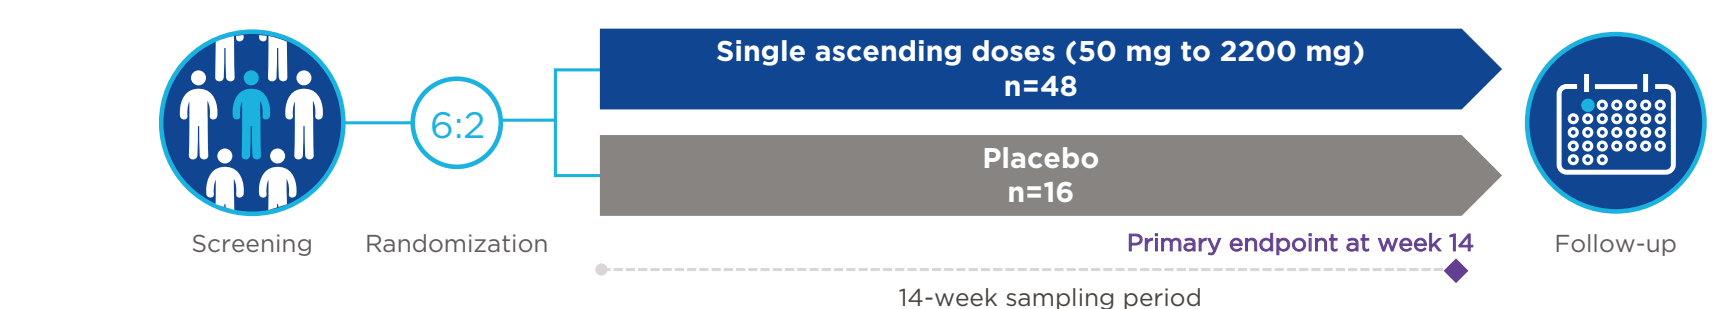 Single ascending doses (50 mg to 2200 mg)
n=48
6:2
Placebo
n=16
Screening
Randomization
Primary endpoint at week 14
Follow-up
14-week sampling period